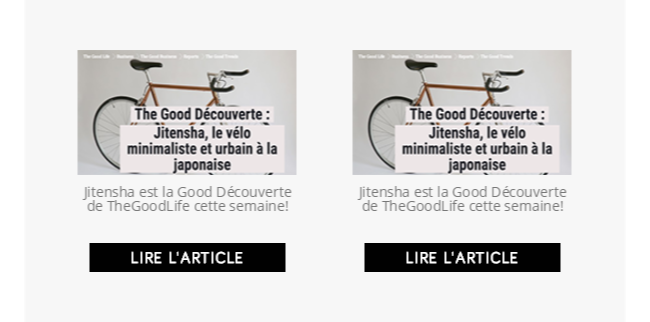 The Good Life Business The Good Business Reports The Good Trends
The Good Découverte :
Jitensha, le vélo
minimaliste et urbain à la
japonaise
Jitensha est la Good Découverte
de TheGoodLife cette semaine!
LIRE L'ARTICLE
The Good Life Business The Good Business Reports The Good Trends
The Good Découverte :
Jitensha, le vélo
minimaliste et urbain à la
japonaise
Jitensha est la Good Découverte
de TheGoodLife cette semaine!
LIRE L'ARTICLE